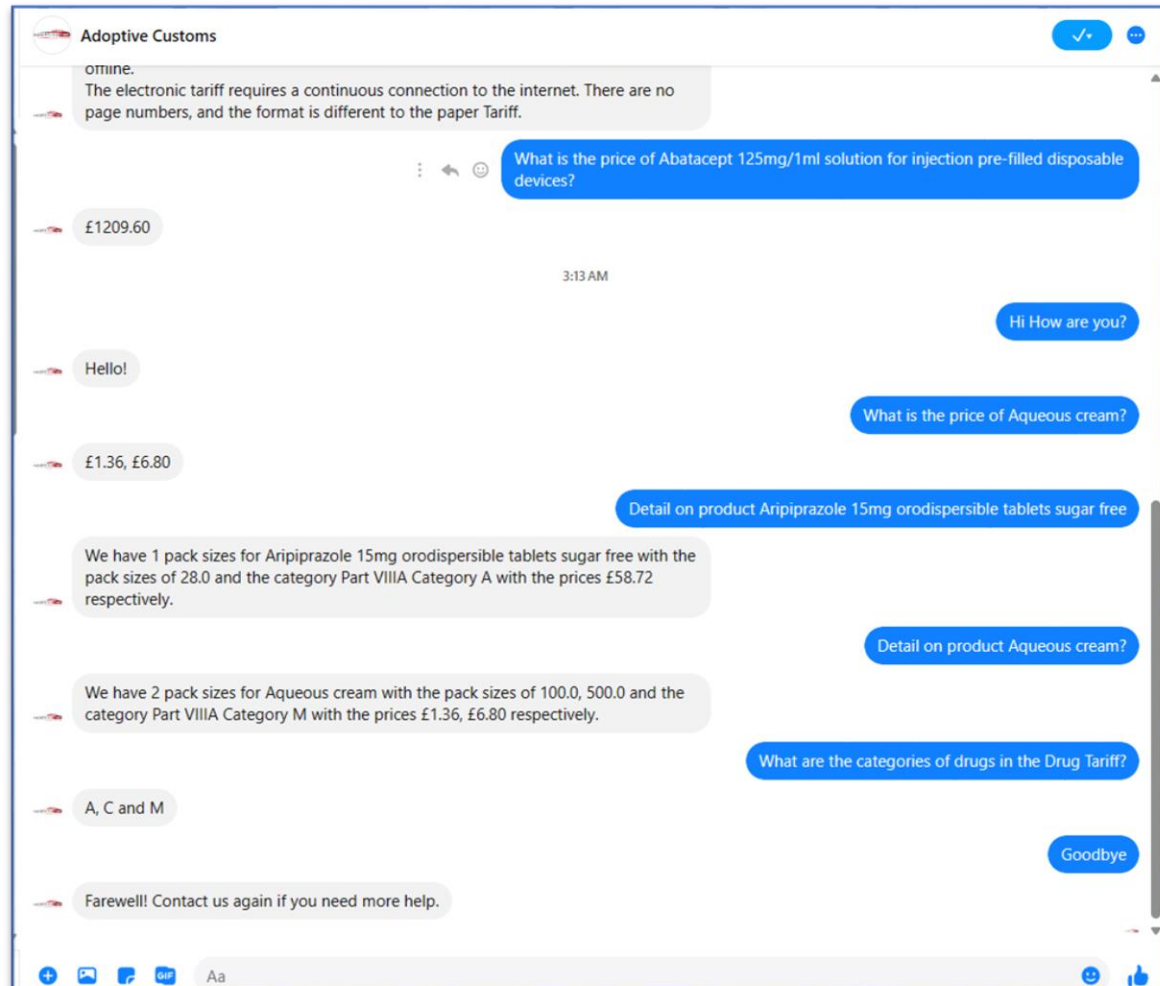 Adoptive Customs
offline.
The electronic tariff requires a continuous connection to the internet. There are no
page numbers, and the format is different to the paper Tariff.
What is the price of Abatacept 125mg/1ml solution for injection pre-filled disposable
devices?
£1209.60
3:13 AM
Hi How are you?
Hello!
What is the price of Aqueous cream?
£1.36, £6.80
Detail on product Aripiprazole 15mg orodispersible tablets sugar free
We have 1 pack sizes for Aripiprazole 15mg orodispersible tablets sugar free with the
pack sizes of 28.0 and the category Part VIIIA Category A with the prices £58.72
respectively.
Detail on product Aqueous cream?
We have 2 pack sizes for Aqueous cream with the pack sizes of 100.0, 500.0 and the
category Part VIIIA Category M with the prices £1.36, £6.80 respectively.
What are the categories of drugs in the Drug Tariff?
A, C and M
Goodbye
Farewell! Contact us again if you need more help.
GIF
Aa